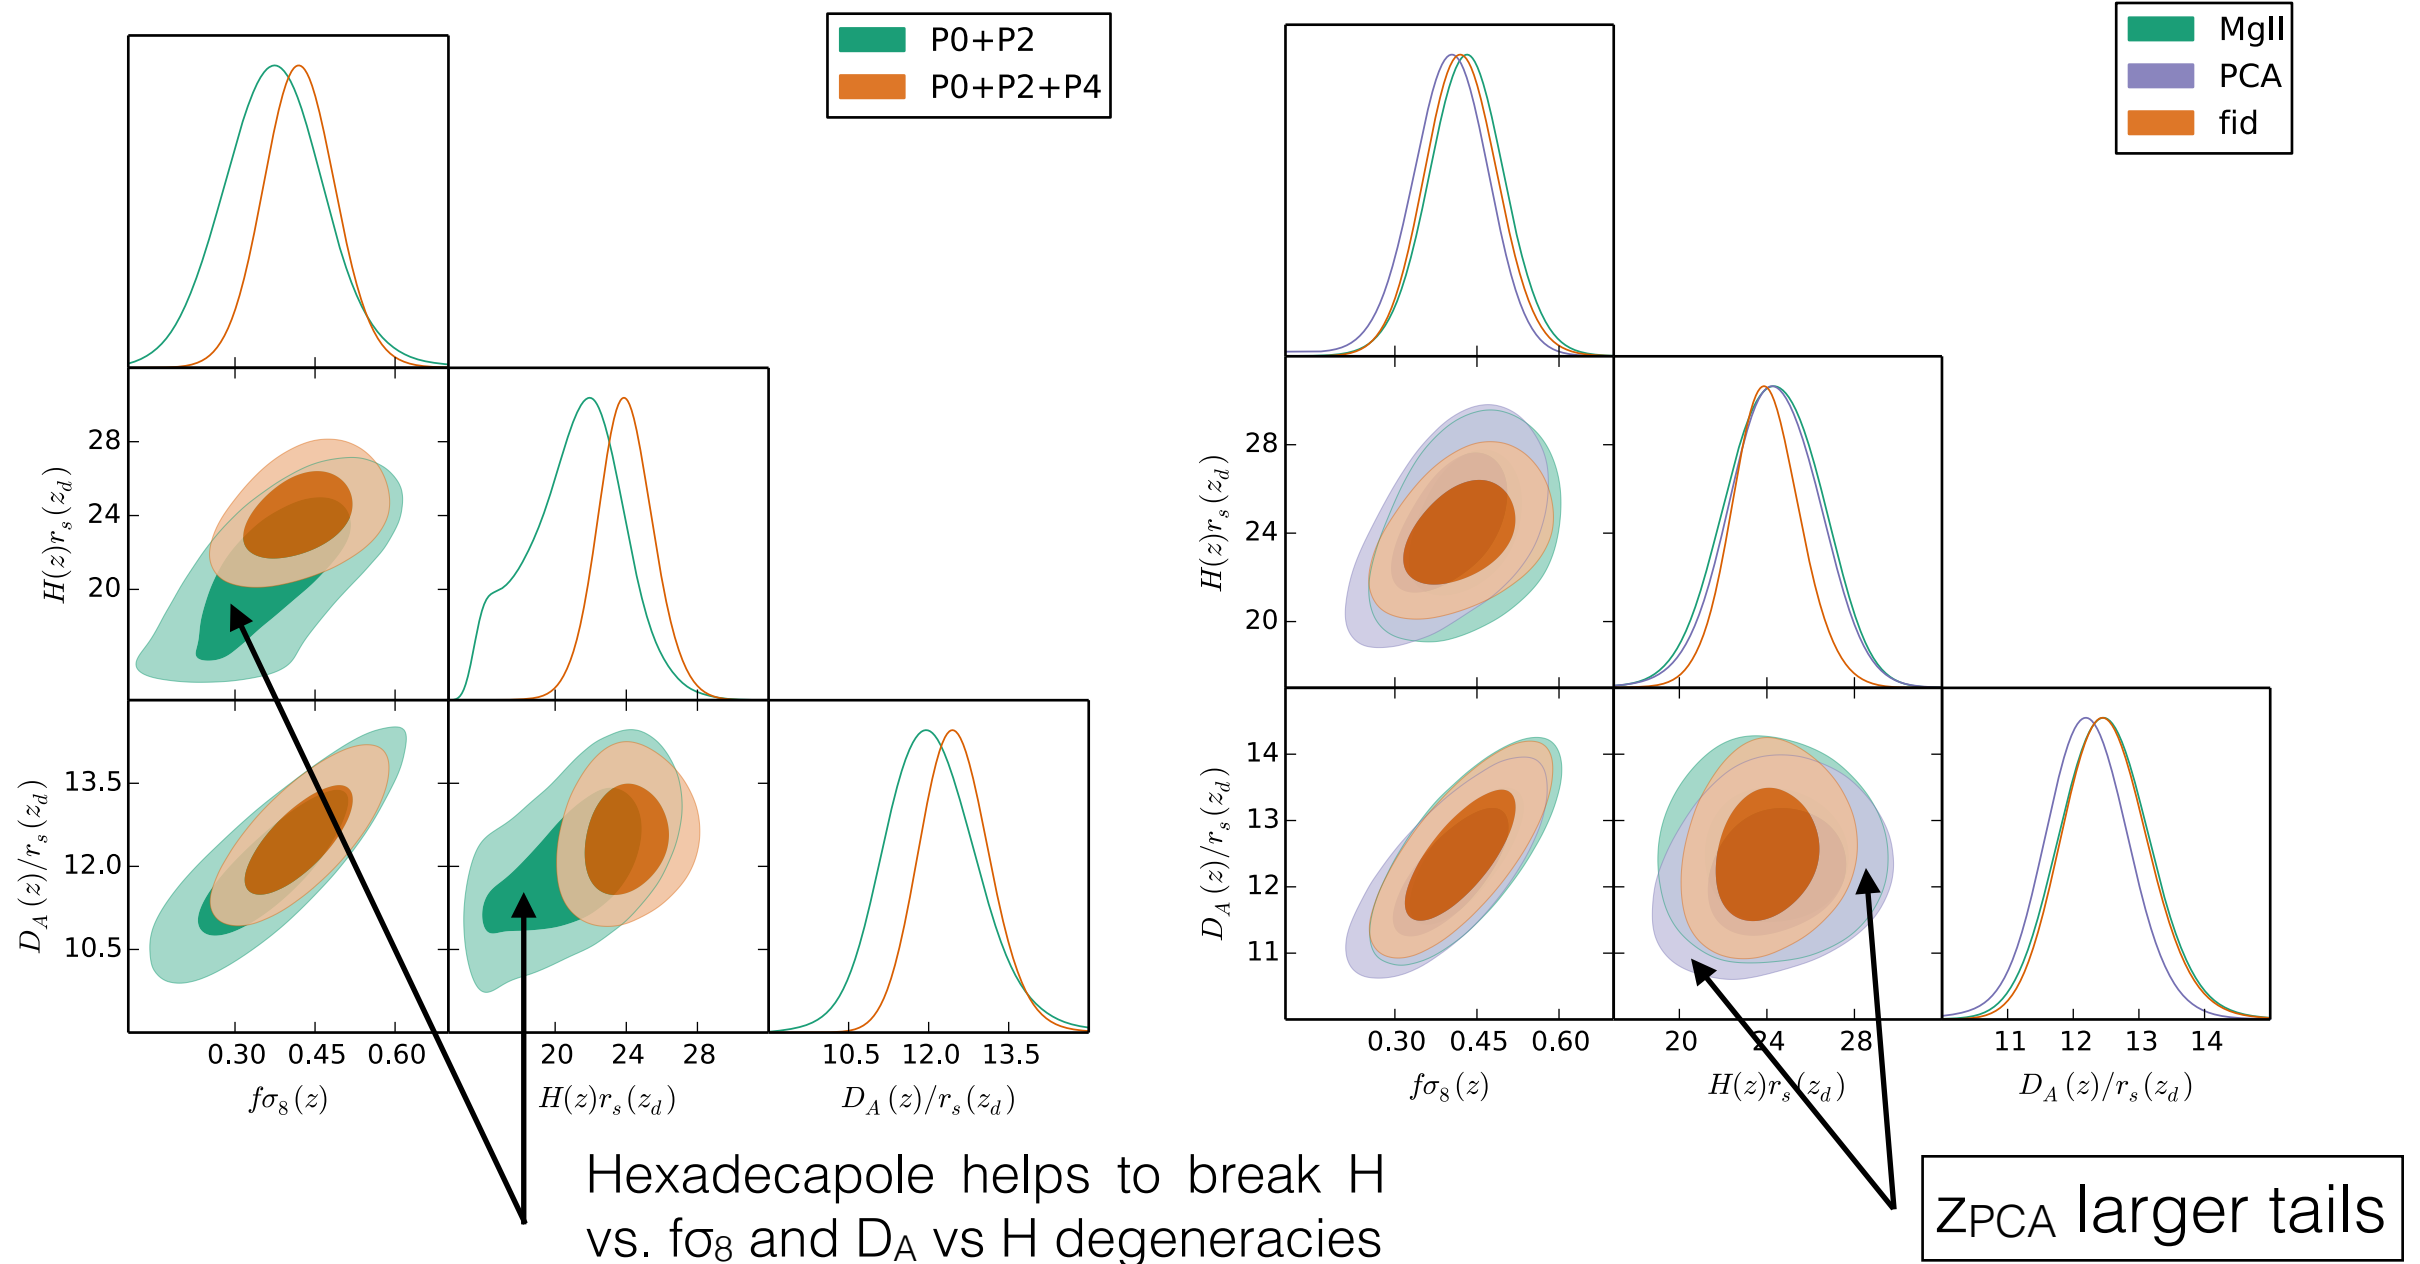 P0+P2
P0+P2+P4
MgII
PCA
fid
28
24
20
H(z)r_s(z_d)
13.5
12.0
10.5
D_A(z)/r_s(z_d)
0.30 0.45 0.60
20 24 28
10.5 12.0 13.5
fσ_8(z)
H(z)r_s(z_d)
D_A(z)/r_s(z_d)
28
24
20
H(z)r_s(z_d)
14
13
12
11
D_A(z)/r_s(z_d)
0.30 0.45 0.60
20 24 28
11 12 13 14
fσ_8(z)
H(z)r_s(z_d)
D_A(z)/r_s(z_d)
Hexadecapole helps to break H
vs. fσ8 and DA vs H degeneracies
zPCA larger tails